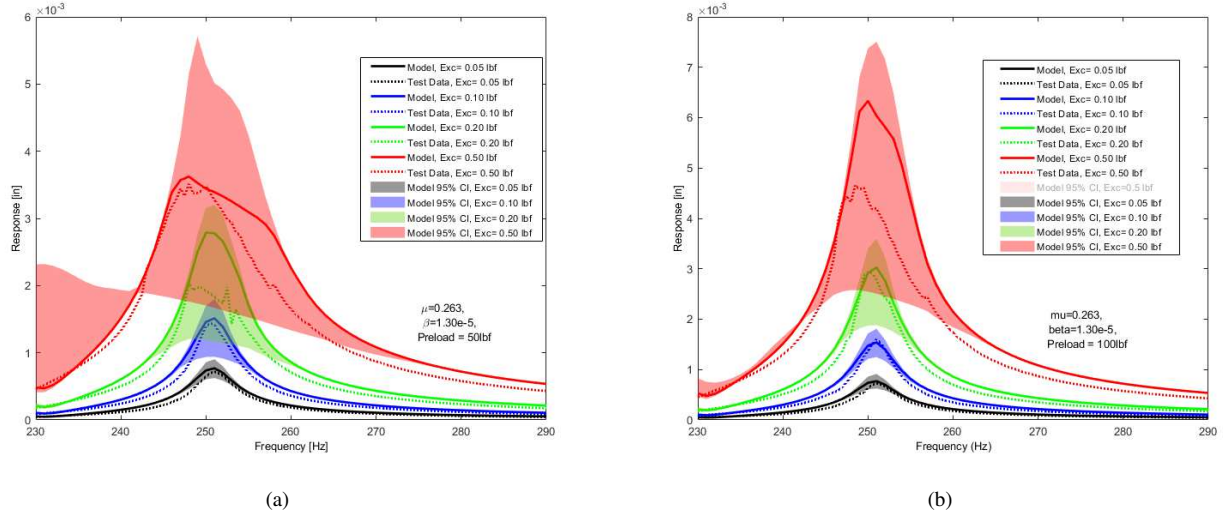 6
×10⁻³
5
4
3
2
1
0
Response [in]
230
240
250
260
270
280
290
Frequency [Hz]
Model, Exc= 0.05 lbf
Test Data, Exc= 0.05 lbf
Model, Exc= 0.10 lbf
Test Data, Exc= 0.10 lbf
Model, Exc= 0.20 lbf
Test Data, Exc= 0.20 lbf
Model, Exc= 0.50 lbf
Test Data, Exc= 0.50 lbf
Model 95% CI, Exc= 0.05 lbf
Model 95% CI, Exc= 0.10 lbf
Model 95% CI, Exc= 0.20 lbf
Model 95% CI, Exc= 0.50 lbf
μ=0.263,
β=1.30e-5,
Preload = 50lbf
(a)
8
×10⁻³
7
6
5
4
3
2
1
0
Response [in]
230
240
250
260
270
280
290
Frequency (Hz)
Model, Exc= 0.05 lbf
Test Data, Exc= 0.05 lbf
Model, Exc= 0.10 lbf
Test Data, Exc= 0.10 lbf
Model, Exc= 0.20 lbf
Test Data, Exc= 0.20 lbf
Model, Exc= 0.50 lbf
Test Data, Exc= 0.50 lbf
Model 95% CI, Exc=0.5 lbf
Model 95% CI, Exc= 0.05 lbf
Model 95% CI, Exc= 0.10 lbf
Model 95% CI, Exc= 0.20 lbf
Model 95% CI, Exc= 0.50 lbf
mu=0.263,
beta=1.30e-5,
Preload = 100lbf
(b)